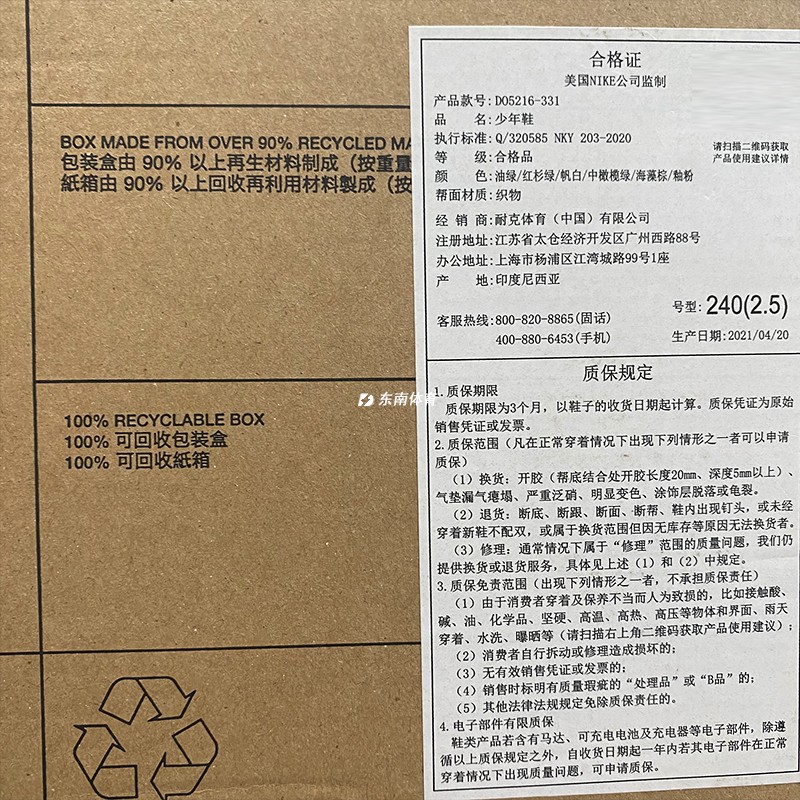 BOX MADE FROM OVER 90% RECYCLED MA
包装盒由 90% 以上再生材料制成（按重量
紙箱由 90% 以上回收再利用材料製成（按
100% RECYCLABLE BOX
100% 可回收包装盒
100% 可回收紙箱
东南体育
合格证
美国NIKE公司监制
产品款号: DO5216-331
品 名: 少年鞋
执行标准: Q/320585 NKY 203-2020
等 级: 合格品
颜 色: 油绿/红杉绿/帆白/中橄榄绿/海藻棕/釉粉
帮面材质: 织物
请扫描二维码获取
产品使用建议详情
经 销 商: 耐克体育（中国）有限公司
注册地址: 江苏省太仓经济开发区广州西路88号
办公地址: 上海市杨浦区江湾城路99号1座
产 地: 印度尼西亚
号型: 240(2.5)
客服热线: 800-820-8865(固话)
400-880-6453(手机)
生产日期: 2021/04/20
质保规定
1. 质保期限
质保期限为3个月，以鞋子的收货日期起计算。质保凭证为原始
销售凭证或发票。
2. 质保范围（凡在正常穿着情况下出现下列情形之一者可以申请
质保）
（1）换货：开胶（帮底结合处开胶长度20mm、深度5mm以上）、
气垫漏气瘪塌、严重泛硝、明显变色、涂饰层脱落或龟裂。
（2）退货：断底、断跟、断面、断帮、鞋内出现钉头，或未经
穿着新鞋不配双，或属于换货范围但因无库存等原因无法换货者。
（3）修理：通常情况下属于“修理”范围的质量问题，我们仍
提供换货或退货服务，具体见上述（1）和（2）中规定。
3. 质保免责范围（出现下列情形之一者，不承担质保责任）
（1）由于消费者穿着及保养不当而人为致损的，比如接触酸、
碱、油、化学品、坚硬、高温、高热、高压等物体和界面、雨天
穿着、水洗、曝晒等（请扫描右上角二维码获取产品使用建议）；
（2）消费者自行拆动或修理造成损坏的；
（3）无有效销售凭证或发票的；
（4）销售时标明有质量瑕疵的“处理品”或“B品”的；
（5）其他法律法规规定免除质保责任的。
4. 电子部件有限质保
鞋类产品若含有马达、可充电电池及充电器等电子部件，除遵
循以上质保规定之外，自收货日期起一年内若其电子部件在正常
穿着情况下出现质量问题，可申请质保。